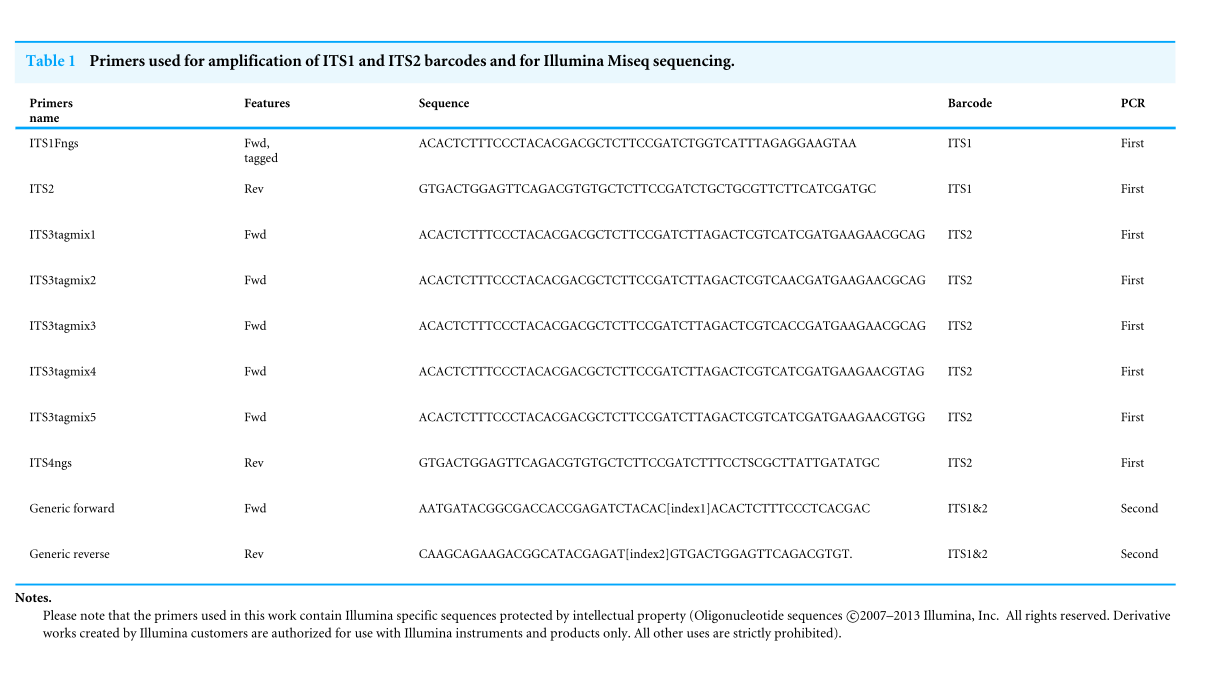 Table 1 Primers used for amplification of ITS1 and ITS2 barcodes and for Illumina Miseq sequencing.
Primers name Features Sequence Barcode PCR
ITS1Fngs Fwd, tagged ACACTCTTTCCCTACACGACGCTCTTCCGATCTGGTCATTTAGAGGAAGTAA ITS1 First
ITS2 Rev GTGACTGGAGTTCAGACGTGTGCTCTTCCGATCTGCTGCGTTCTTCATCGATGC ITS1 First
ITS3tagmix1 Fwd ACACTCTTTCCCTACACGACGCTCTTCCGATCTTAGACTCGTCATCGATGAAGAACGCAG ITS2 First
ITS3tagmix2 Fwd ACACTCTTTCCCTACACGACGCTCTTCCGATCTTAGACTCGTCAACGATGAAGAACGCAG ITS2 First
ITS3tagmix3 Fwd ACACTCTTTCCCTACACGACGCTCTTCCGATCTTAGACTCGTCACCGATGAAGAACGCAG ITS2 First
ITS3tagmix4 Fwd ACACTCTTTCCCTACACGACGCTCTTCCGATCTTAGACTCGTCATCGATGAAGAACGTAG ITS2 First
ITS3tagmix5 Fwd ACACTCTTTCCCTACACGACGCTCTTCCGATCTTAGACTCGTCATCGATGAAGAACGTGG ITS2 First
ITS4ngs Rev GTGACTGGAGTTCAGACGTGTGCTCTTCCGATCTTTCCTSCGCTTATTGATATGC ITS2 First
Generic forward Fwd AATGATACGGCGACCACCGAGATCTACAC[index1]ACACTCTTTCCCTCACGAC ITS1&2 Second
Generic reverse Rev CAAGCAGAAGACGGCATACGAGAT[index2]GTGACTGGAGTTCAGACGTGT. ITS1&2 Second
Notes.
Please note that the primers used in this work contain Illumina specific sequences protected by intellectual property (Oligonucleotide sequences ©2007–2013 Illumina, Inc. All rights reserved. Derivative
works created by Illumina customers are authorized for use with Illumina instruments and products only. All other uses are strictly prohibited).